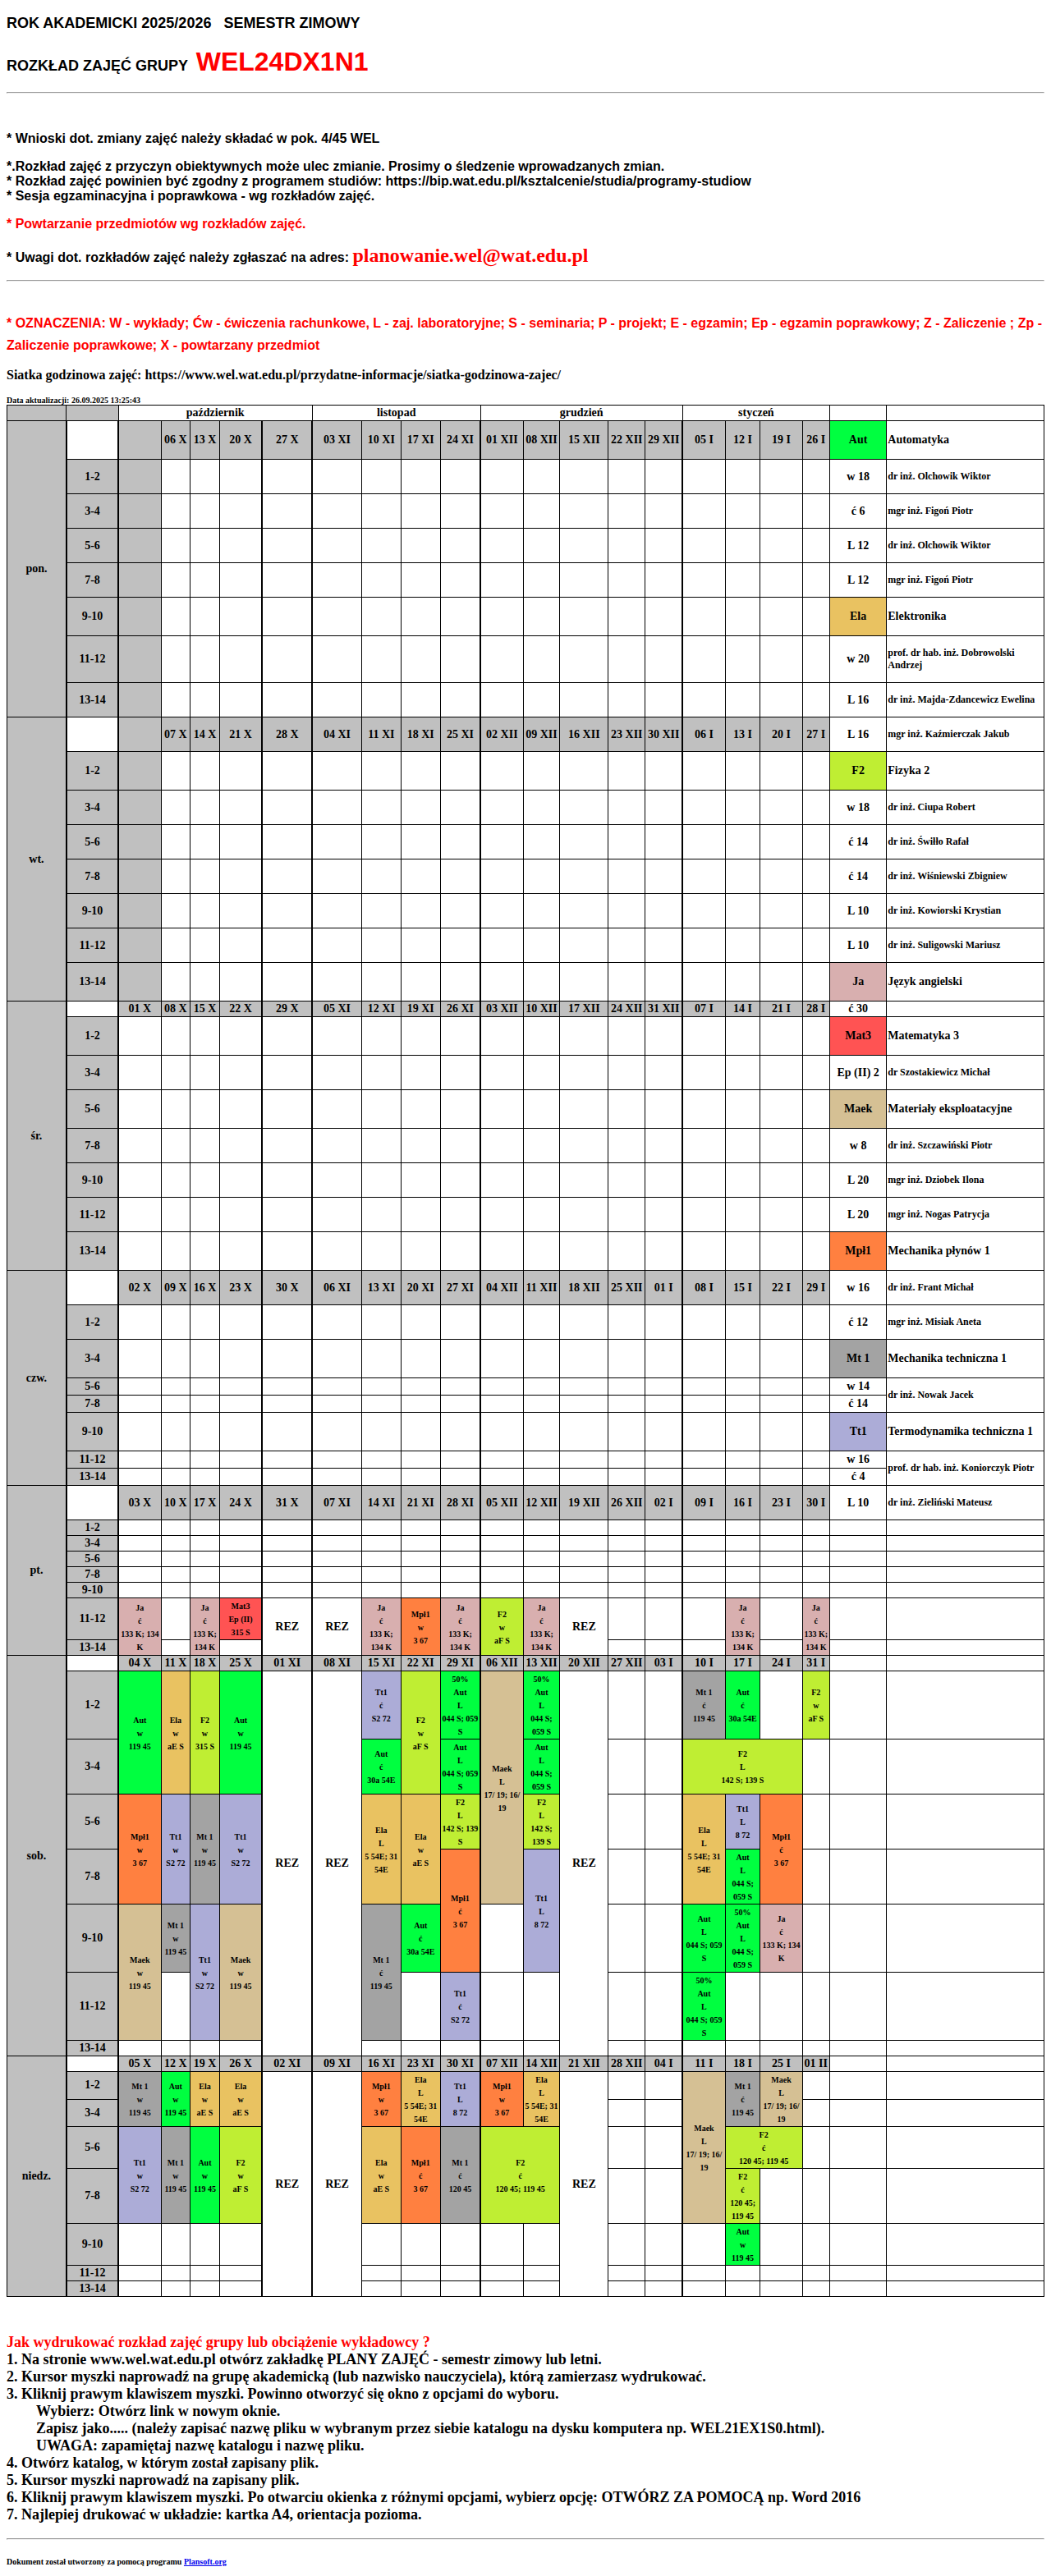 ROK AKADEMICKI 2025/2026 SEMESTR ZIMOWY
ROZKŁAD ZAJĘĆ GRUPY WEL24DX1N1
* Wnioski dot. zmiany zajęć należy składać w pok. 4/45 WEL
*.Rozkład zajęć z przyczyn obiektywnych może ulec zmianie. Prosimy o śledzenie wprowadzanych zmian.
* Rozkład zajęć powinien być zgodny z programem studiów: https://bip.wat.edu.pl/ksztalcenie/studia/programy-studiow
* Sesja egzaminacyjna i poprawkowa - wg rozkładów zajęć.
* Powtarzanie przedmiotów wg rozkładów zajęć.
* Uwagi dot. rozkładów zajęć należy zgłaszać na adres: planowanie.wel@wat.edu.pl
* OZNACZENIA: W - wykłady; Ćw - ćwiczenia rachunkowe, L - zaj. laboratoryjne; S - seminaria; P - projekt; E - egzamin; Ep - egzamin poprawkowy; Z - Zaliczenie ; Zp -
Zaliczenie poprawkowe; X - powtarzany przedmiot
Siatka godzinowa zajęć: https://www.wel.wat.edu.pl/przydatne-informacje/siatka-godzinowa-zajec/
Data aktualizacji: 26.09.2025 13:25:43
październik listopad grudzień styczeń
pon. 06 X 13 X 20 X 27 X 03 XI 10 XI 17 XI 24 XI 01 XII 08 XII 15 XII 22 XII 29 XII 05 I 12 I 19 I 26 I Aut Automatyka
1-2 w 18 dr inż. Olchowik Wiktor
3-4 ć 6 mgr inż. Figoń Piotr
5-6 L 12 dr inż. Olchowik Wiktor
7-8 L 12 mgr inż. Figoń Piotr
9-10 Ela Elektronika
11-12 w 20 prof. dr hab. inż. Dobrowolski Andrzej
13-14 L 16 dr inż. Majda-Zdancewicz Ewelina
wt. 07 X 14 X 21 X 28 X 04 XI 11 XI 18 XI 25 XI 02 XII 09 XII 16 XII 23 XII 30 XII 06 I 13 I 20 I 27 I L 16 mgr inż. Kaźmierczak Jakub
1-2 F2 Fizyka 2
3-4 w 18 dr inż. Ciupa Robert
5-6 ć 14 dr inż. Świłło Rafał
7-8 ć 14 dr inż. Wiśniewski Zbigniew
9-10 L 10 dr inż. Kowiorski Krystian
11-12 L 10 dr inż. Suligowski Mariusz
13-14 Ja Język angielski
śr. 01 X 08 X 15 X 22 X 29 X 05 XI 12 XI 19 XI 26 XI 03 XII 10 XII 17 XII 24 XII 31 XII 07 I 14 I 21 I 28 I ć 30
1-2 Mat3 Matematyka 3
3-4 Ep (II) 2 dr Szostakiewicz Michał
5-6 Maek Materiały eksploatacyjne
7-8 w 8 dr inż. Szczawiński Piotr
9-10 L 20 mgr inż. Dziobek Ilona
11-12 L 20 mgr inż. Nogas Patrycja
13-14 Mpł1 Mechanika płynów 1
czw. 02 X 09 X 16 X 23 X 30 X 06 XI 13 XI 20 XI 27 XI 04 XII 11 XII 18 XII 25 XII 01 I 08 I 15 I 22 I 29 I w 16 dr inż. Frant Michał
1-2 ć 12 mgr inż. Misiak Aneta
3-4 Mt 1 Mechanika techniczna 1
5-6 w 14 dr inż. Nowak Jacek
7-8 ć 14
9-10 Tt1 Termodynamika techniczna 1
11-12 w 16 prof. dr hab. inż. Koniorczyk Piotr
13-14 ć 4
pt. 03 X 10 X 17 X 24 X 31 X 07 XI 14 XI 21 XI 28 XI 05 XII 12 XII 19 XII 26 XII 02 I 09 I 16 I 23 I 30 I L 10 dr inż. Zieliński Mateusz
1-2
3-4
5-6
7-8
9-10
11-12 Ja ć 133 K; 134 K Ja ć 133 K; 134 K Mat3 Ep (II) 315 S REZ REZ Ja ć 133 K; 134 K Mpł1 w 3 67 Ja ć 133 K; 134 K F2 w aF S Ja ć 133 K; 134 K REZ Ja ć 133 K; 134 K Ja ć 133 K; 134 K
13-14
sob. 04 X 11 X 18 X 25 X 01 XI 08 XI 15 XI 22 XI 29 XI 06 XII 13 XII 20 XII 27 XII 03 I 10 I 17 I 24 I 31 I
1-2 Aut w 119 45 Ela w aE S F2 w 315 S Aut w 119 45 REZ REZ Tt1 ć S2 72 F2 w aF S 50% Aut L 044 S; 059 S Maek L 17/ 19; 16/ 19 50% Aut L 044 S; 059 S REZ Mt 1 ć 119 45 Aut ć 30a 54E F2 w aF S
3-4 Aut ć 30a 54E Aut L 044 S; 059 S Aut L 044 S; 059 S F2 L 142 S; 139 S
5-6 Mpł1 w 3 67 Tt1 w S2 72 Mt 1 w 119 45 Tt1 w S2 72 Ela L 5 54E; 31 54E Ela w aE S F2 L 142 S; 139 S F2 L 142 S; 139 S Ela L 5 54E; 31 54E Tt1 L 8 72 Mpł1 ć 3 67
7-8 Mpł1 ć 3 67 Tt1 L 8 72 Aut L 044 S; 059 S
9-10 Maek w 119 45 Mt 1 w 119 45 Tt1 w S2 72 Maek w 119 45 Mt 1 ć 119 45 Aut ć 30a 54E Aut L 044 S; 059 S 50% Aut L 044 S; 059 S Ja ć 133 K; 134 K
11-12 Tt1 ć S2 72 50% Aut L 044 S; 059 S
13-14
niedz. 05 X 12 X 19 X 26 X 02 XI 09 XI 16 XI 23 XI 30 XI 07 XII 14 XII 21 XII 28 XII 04 I 11 I 18 I 25 I 01 II
1-2 Mt 1 w 119 45 Aut w 119 45 Ela w aE S Ela w aE S REZ REZ Mpł1 w 3 67 Ela L 5 54E; 31 54E Tt1 L 8 72 Mpł1 w 3 67 Ela L 5 54E; 31 54E REZ Maek L 17/ 19; 16/ 19 Mt 1 ć 119 45 Maek L 17/ 19; 16/ 19
3-4
5-6 Tt1 w S2 72 Mt 1 w 119 45 Aut w 119 45 F2 w aF S Ela w aE S Mpł1 ć 3 67 Mt 1 ć 120 45 F2 ć 120 45; 119 45 F2 ć 120 45; 119 45
7-8 F2 ć 120 45; 119 45
9-10 Aut w 119 45
11-12
13-14
Jak wydrukować rozkład zajęć grupy lub obciążenie wykładowcy ?
1. Na stronie www.wel.wat.edu.pl otwórz zakładkę PLANY ZAJĘĆ - semestr zimowy lub letni.
2. Kursor myszki naprowadź na grupę akademicką (lub nazwisko nauczyciela), którą zamierzasz wydrukować.
3. Kliknij prawym klawiszem myszki. Powinno otworzyć się okno z opcjami do wyboru.
Wybierz: Otwórz link w nowym oknie.
Zapisz jako..... (należy zapisać nazwę pliku w wybranym przez siebie katalogu na dysku komputera np. WEL21EX1S0.html).
UWAGA: zapamiętaj nazwę katalogu i nazwę pliku.
4. Otwórz katalog, w którym został zapisany plik.
5. Kursor myszki naprowadź na zapisany plik.
6. Kliknij prawym klawiszem myszki. Po otwarciu okienka z różnymi opcjami, wybierz opcję: OTWÓRZ ZA POMOCĄ np. Word 2016
7. Najlepiej drukować w układzie: kartka A4, orientacja pozioma.
Dokument został utworzony za pomocą programu Plansoft.org